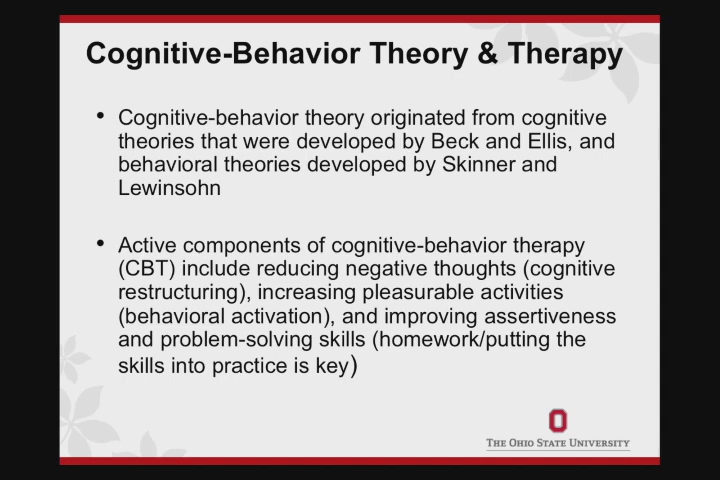 Cognitive-Behavior Theory & Therapy
• Cognitive-behavior theory originated from cognitive
theories that were developed by Beck and Ellis, and
behavioral theories developed by Skinner and
Lewinsohn
• Active components of cognitive-behavior therapy
(CBT) include reducing negative thoughts (cognitive
restructuring), increasing pleasurable activities
(behavioral activation), and improving assertiveness
and problem-solving skills (homework/putting the
skills into practice is key)
THE OHIO STATE UNIVERSITY